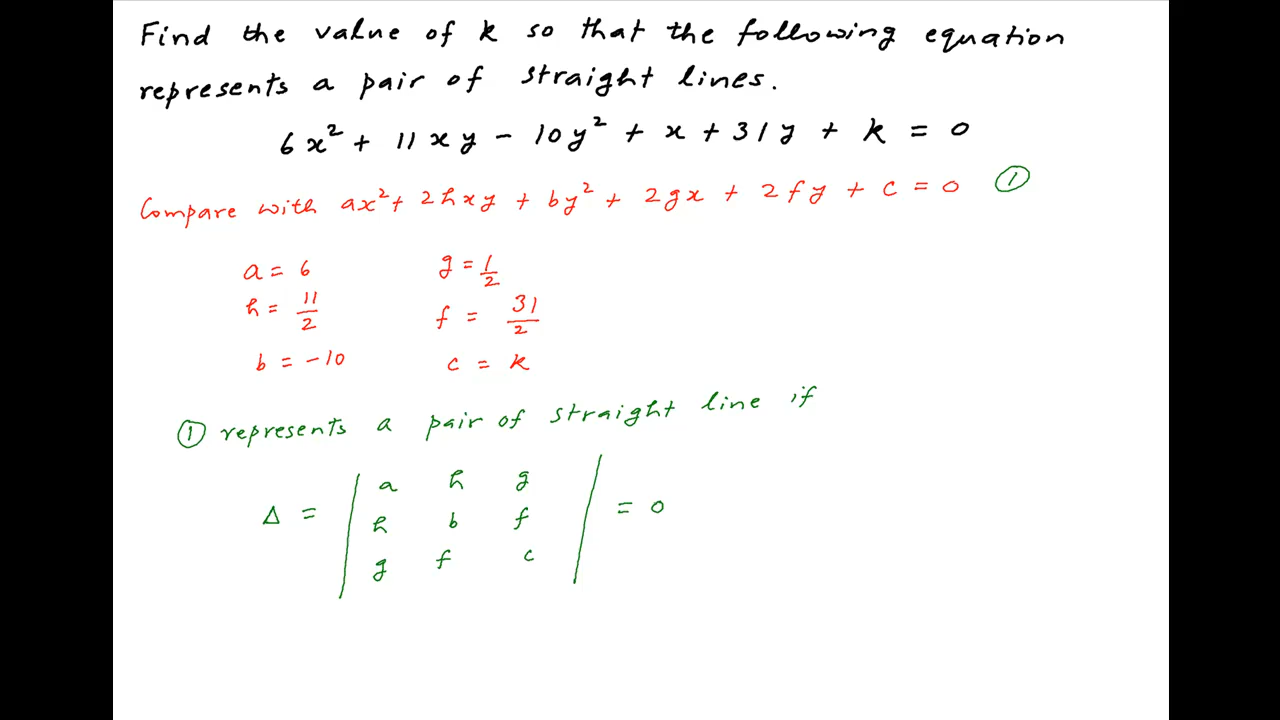 Find the value of k so that the following equation
represents a pair of straight lines.
6x² + 11xy - 10y² + x + 31y + k = 0
Compare with ax² + 2hxy + by² + 2gx + 2fy + c = 0 ①
a = 6 g = 1/2
h = 11/2 f = 31/2
b = -10 c = k
① represents a pair of straight line if
Δ = | a h g |
| h b f | = 0
| g f c |